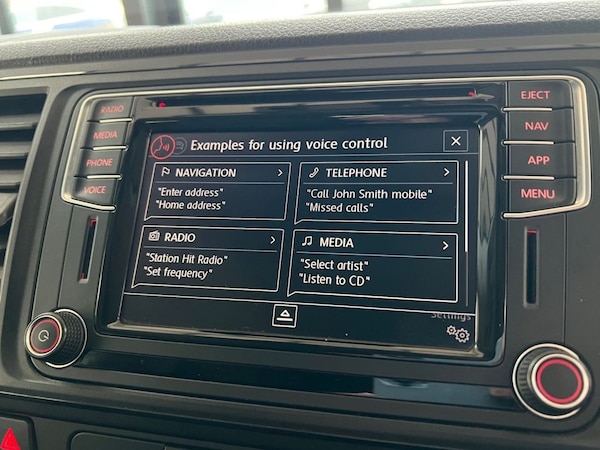 RADIO
MEDIA
PHONE
VOICE
EJECT
NAV
APP
MENU
Examples for using voice control
NAVIGATION
"Enter address"
"Home address"
TELEPHONE
"Call John Smith mobile"
"Missed calls"
RADIO
"Station Hit Radio"
"Set frequency"
MEDIA
"Select artist"
"Listen to CD"
Settings